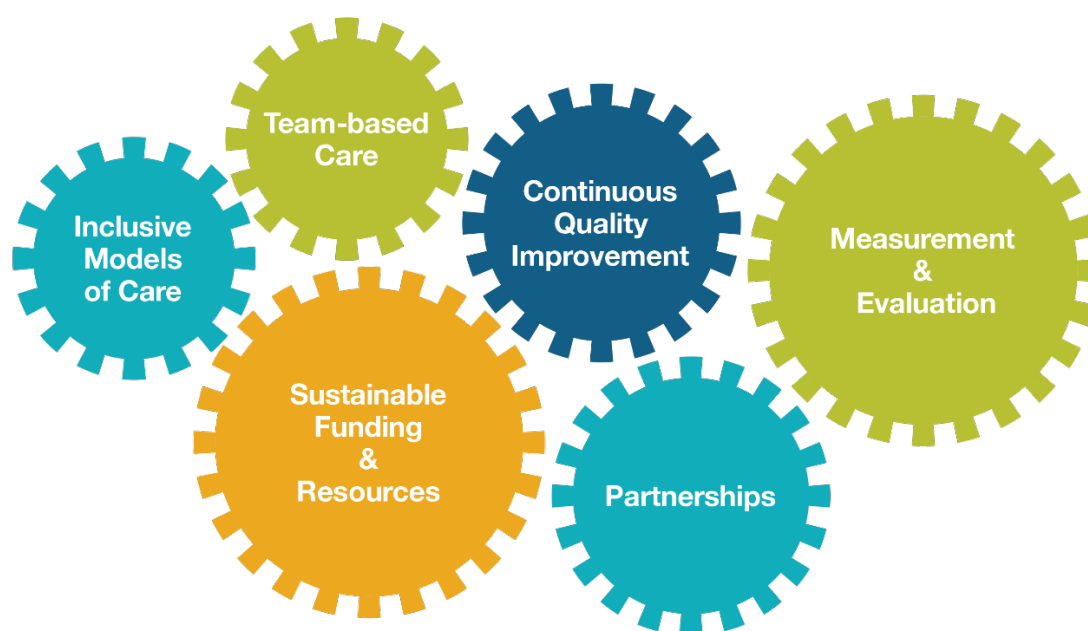 Team-based
Care
Inclusive
Models
of Care
Continuous
Quality
Improvement
Measurement
&
Evaluation
Sustainable
Funding
&
Resources
Partnerships